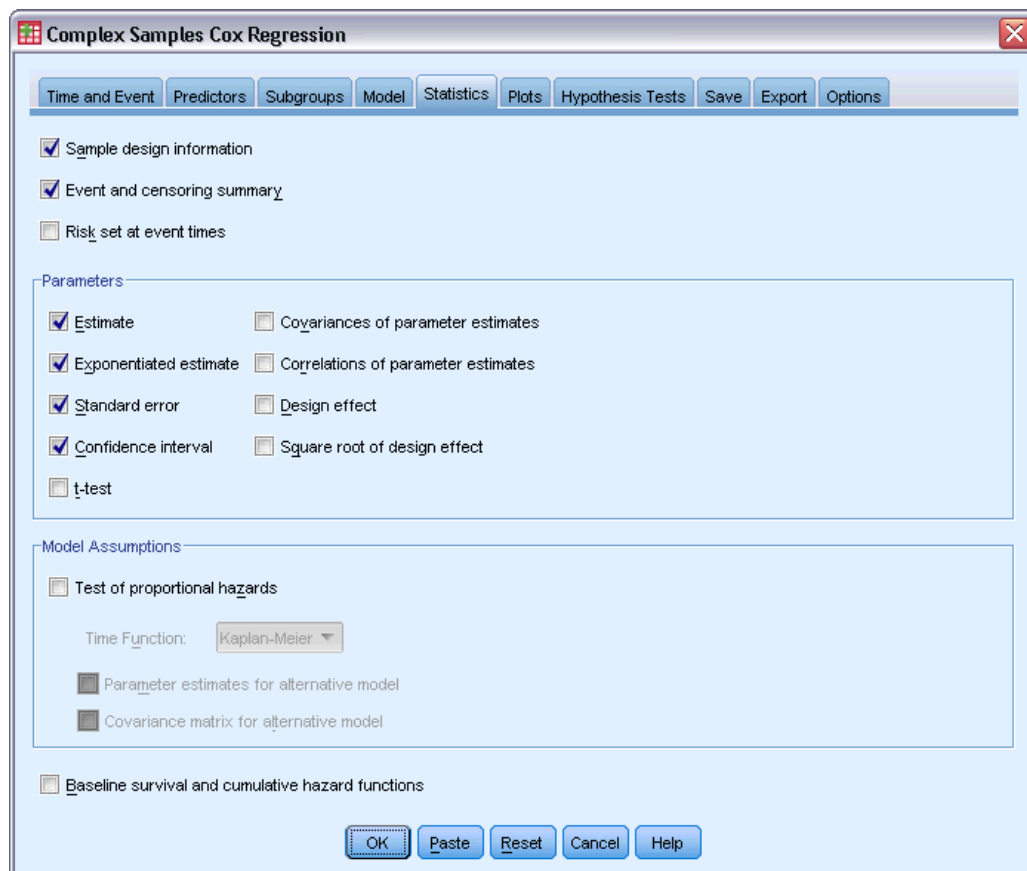 Complex Samples Cox Regression
Time and Event Predictors Subgroups Model Statistics Plots Hypothesis Tests Save Export Options
Sample design information
Event and censoring summary
Risk set at event times
Parameters
Estimate Covariances of parameter estimates
Exponentiated estimate Correlations of parameter estimates
Standard error Design effect
Confidence interval Square root of design effect
t-test
Model Assumptions
Test of proportional hazards
Time Function: Kaplan-Meier
Parameter estimates for alternative model
Covariance matrix for alternative model
Baseline survival and cumulative hazard functions
OK Paste Reset Cancel Help